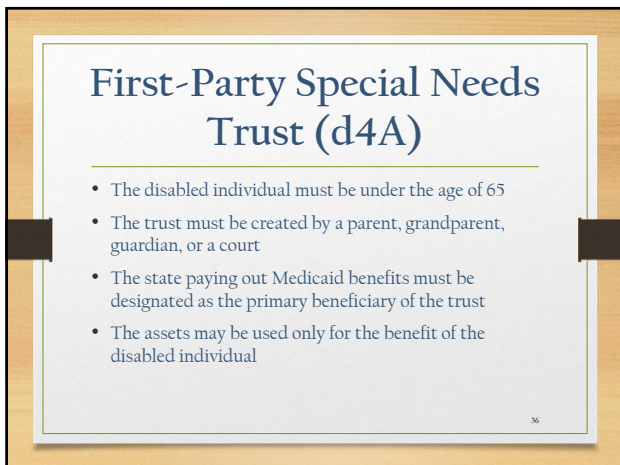 First-Party Special Needs
Trust (d4A)
• The disabled individual must be under the age of 65
• The trust must be created by a parent, grandparent,
guardian, or a court
• The state paying out Medicaid benefits must be
designated as the primary beneficiary of the trust
• The assets may be used only for the benefit of the
disabled individual
36